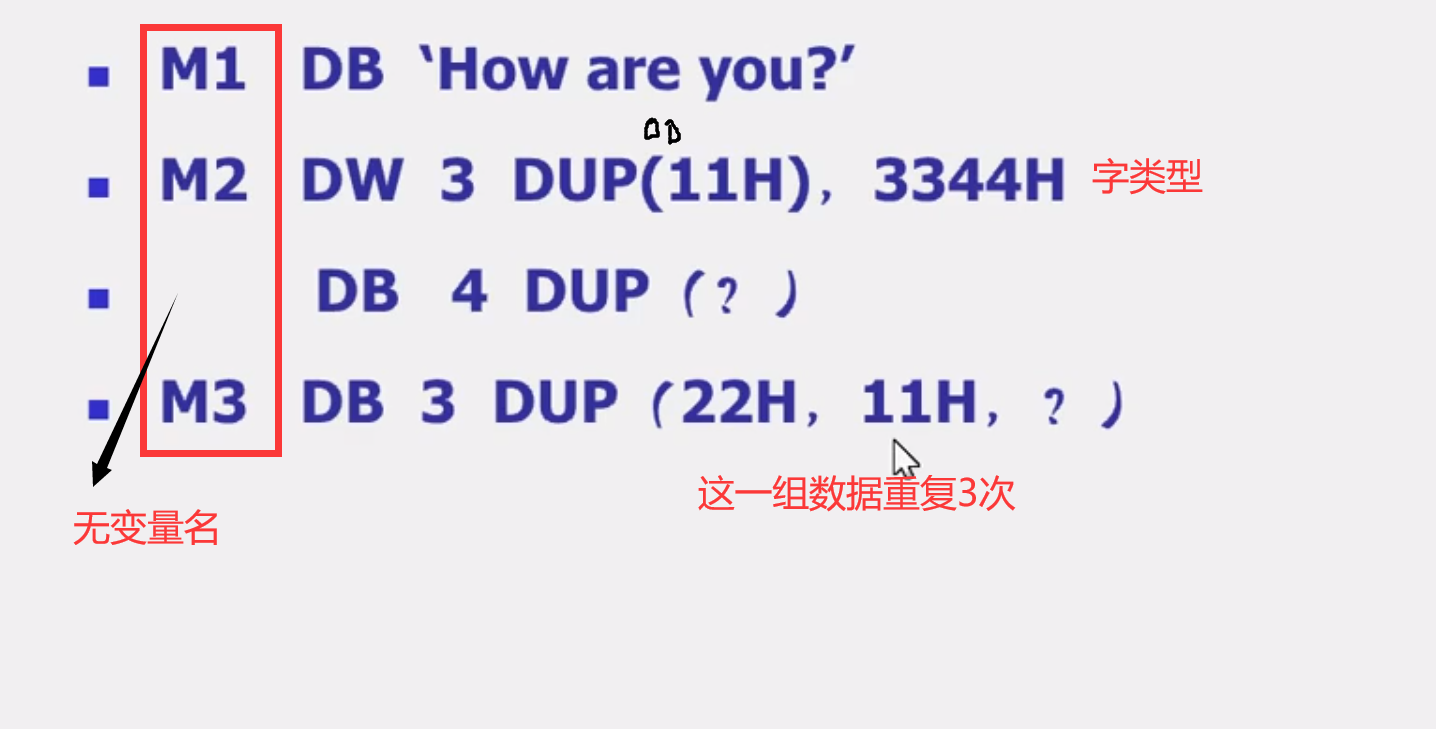 M1 DB ‘How are you?’
00
M2 DW 3 DUP(11H), 3344H 字类型
DB 4 DUP (? )
M3 DB 3 DUP (22H, 11H, ? )
这一组数据重复3次
无变量名